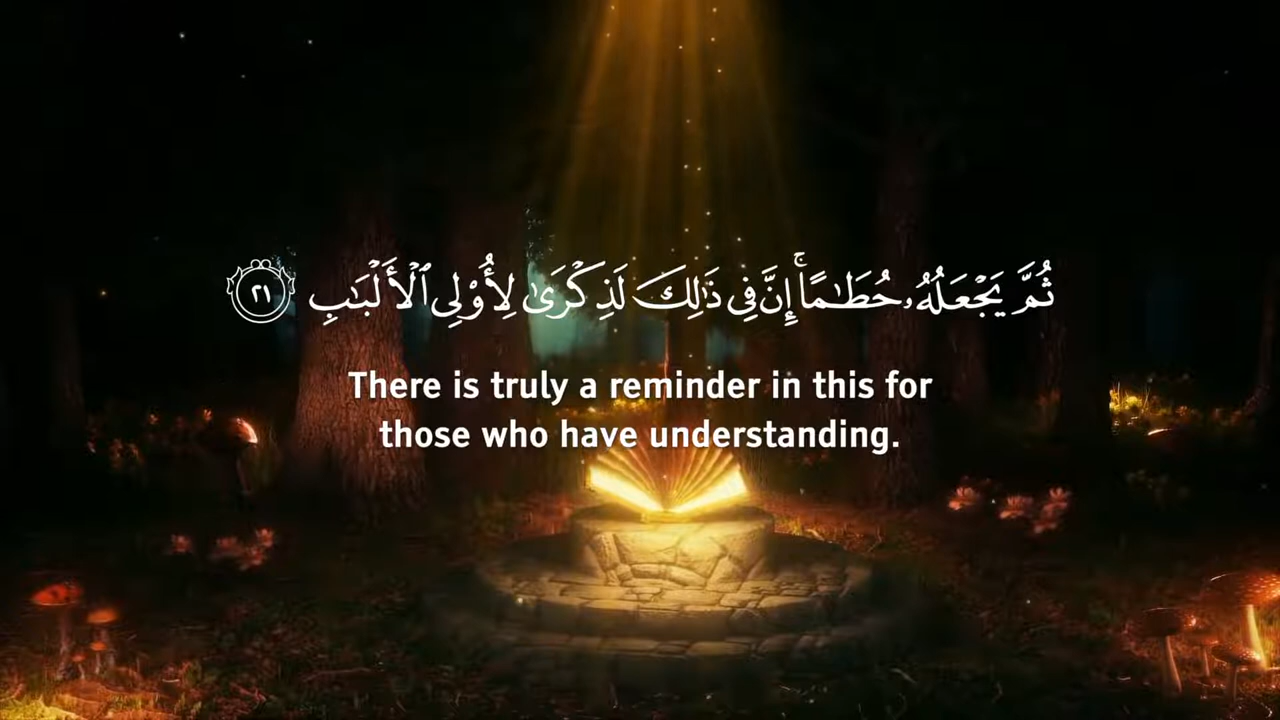 ثُمَّ يَجْعَلُهُۥ حُطَـٰمًا ۚ إِنَّ فِى ذَٰلِكَ لَذِكْرَىٰ لِأُو۟لِى ٱلْأَلْبَـٰبِ ٢١
There is truly a reminder in this for
those who have understanding.